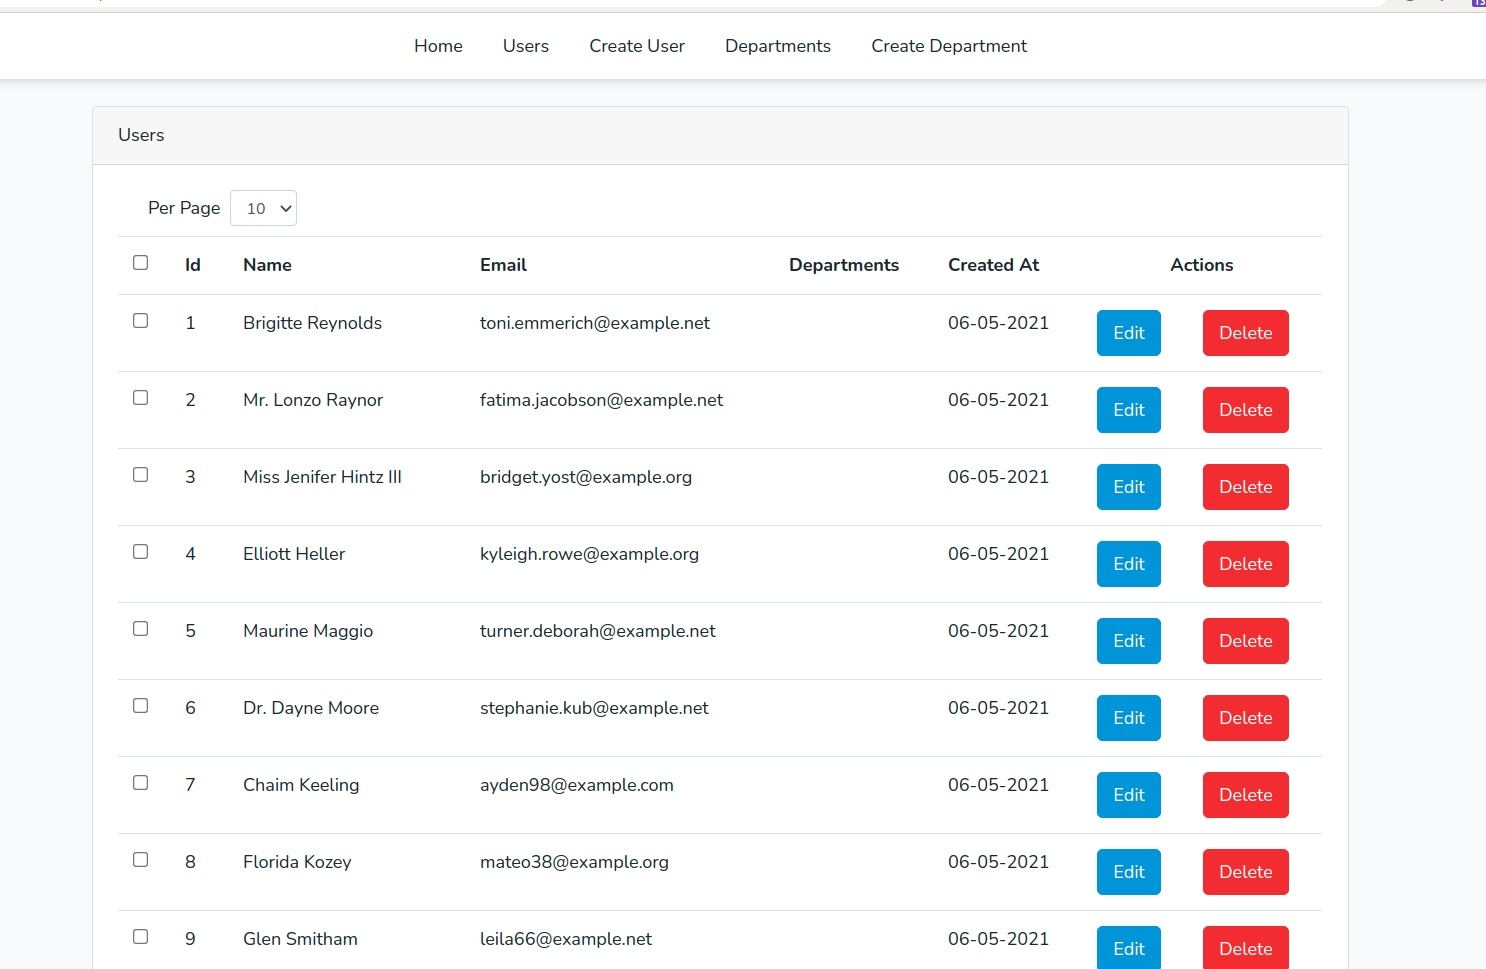 Home Users Create User Departments Create Department
Users
Per Page 10
Id Name Email Departments Created At Actions
1 Brigitte Reynolds toni.emmerich@example.net 06-05-2021 Edit Delete
2 Mr. Lonzo Raynor fatima.jacobson@example.net 06-05-2021 Edit Delete
3 Miss Jenifer Hintz III bridget.yost@example.org 06-05-2021 Edit Delete
4 Elliott Heller kyleigh.rowe@example.org 06-05-2021 Edit Delete
5 Maurine Maggio turner.deborah@example.net 06-05-2021 Edit Delete
6 Dr. Dayne Moore stephanie.kub@example.net 06-05-2021 Edit Delete
7 Chaim Keeling ayden98@example.com 06-05-2021 Edit Delete
8 Florida Kozey mateo38@example.org 06-05-2021 Edit Delete
9 Glen Smitham leila66@example.net 06-05-2021 Edit Delete